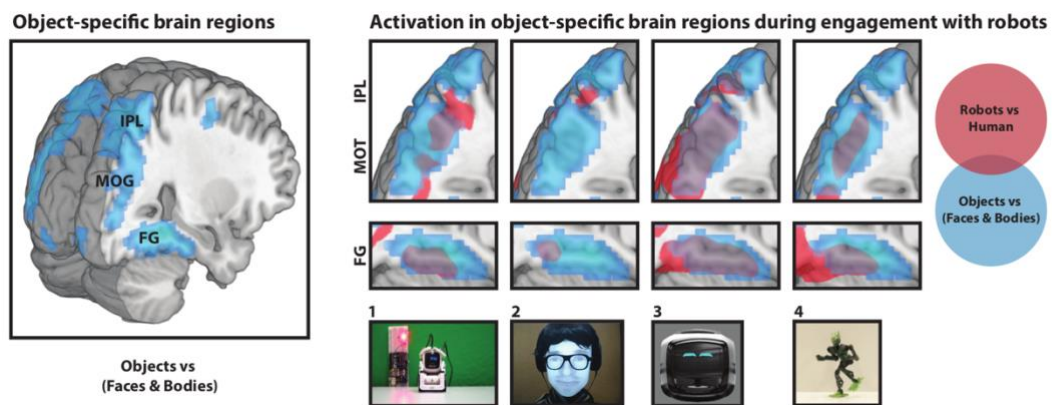 Object-specific brain regions
IPL
MOG
FG
Objects vs
(Faces & Bodies)
Activation in object-specific brain regions during engagement with robots
IPL
MOT
FG
1
2
3
4
Robots vs
Human
Objects vs
(Faces & Bodies)